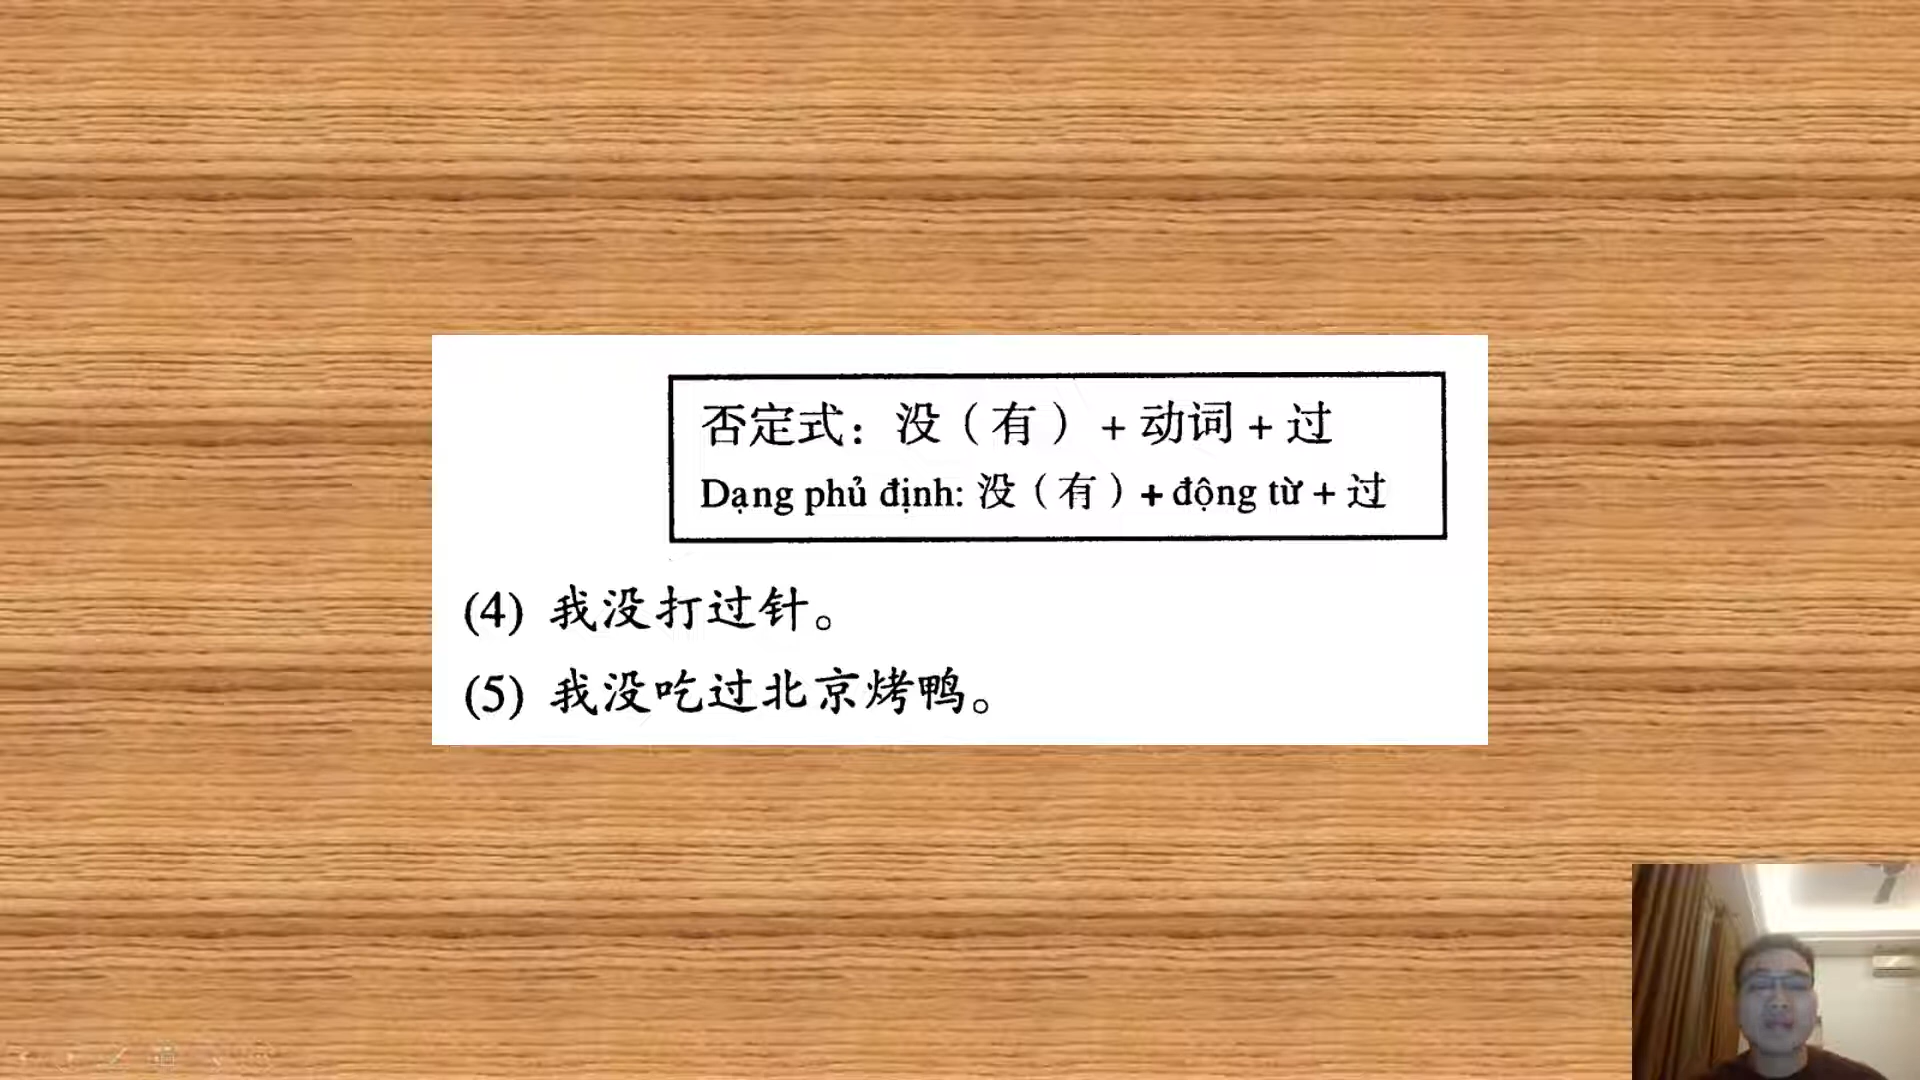 否定式：没（有）+ 动词 + 过
Dạng phủ định: 没（有）+ động từ + 过
(4) 我没打过针。
(5) 我没吃过北京烤鸭。